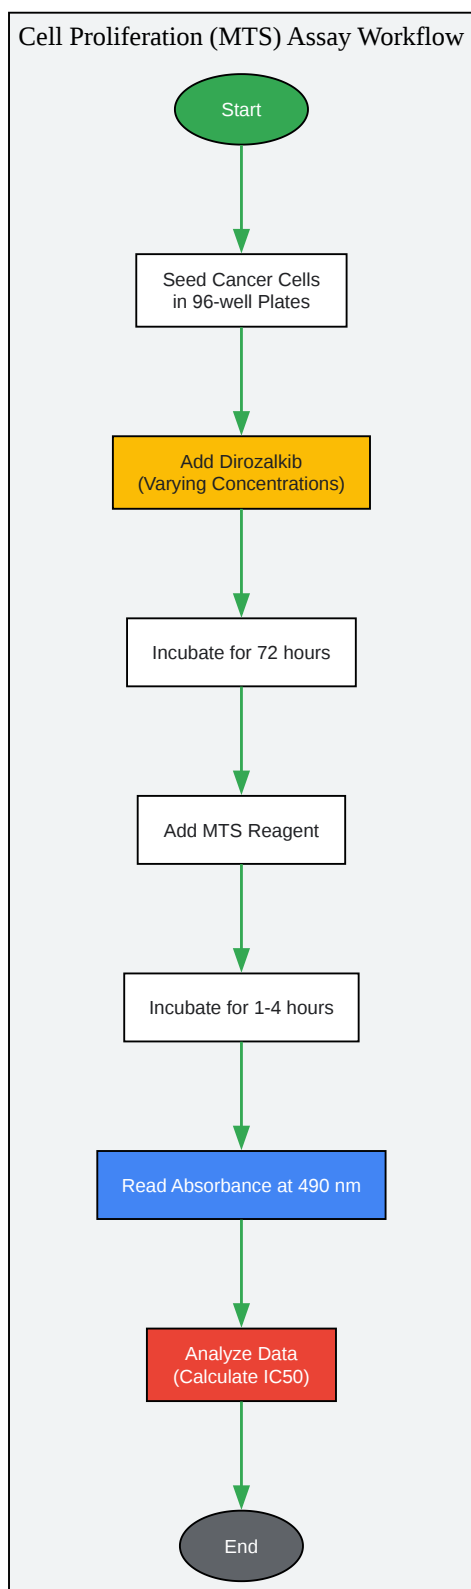 Cell Proliferation (MTS) Assay Workflow
Start
Seed Cancer Cells
in 96-well Plates
Add Dirozalkib
(Varying Concentrations)
Incubate for 72 hours
Add MTS Reagent
Incubate for 1-4 hours
Read Absorbance at 490 nm
Analyze Data
(Calculate IC50)
End